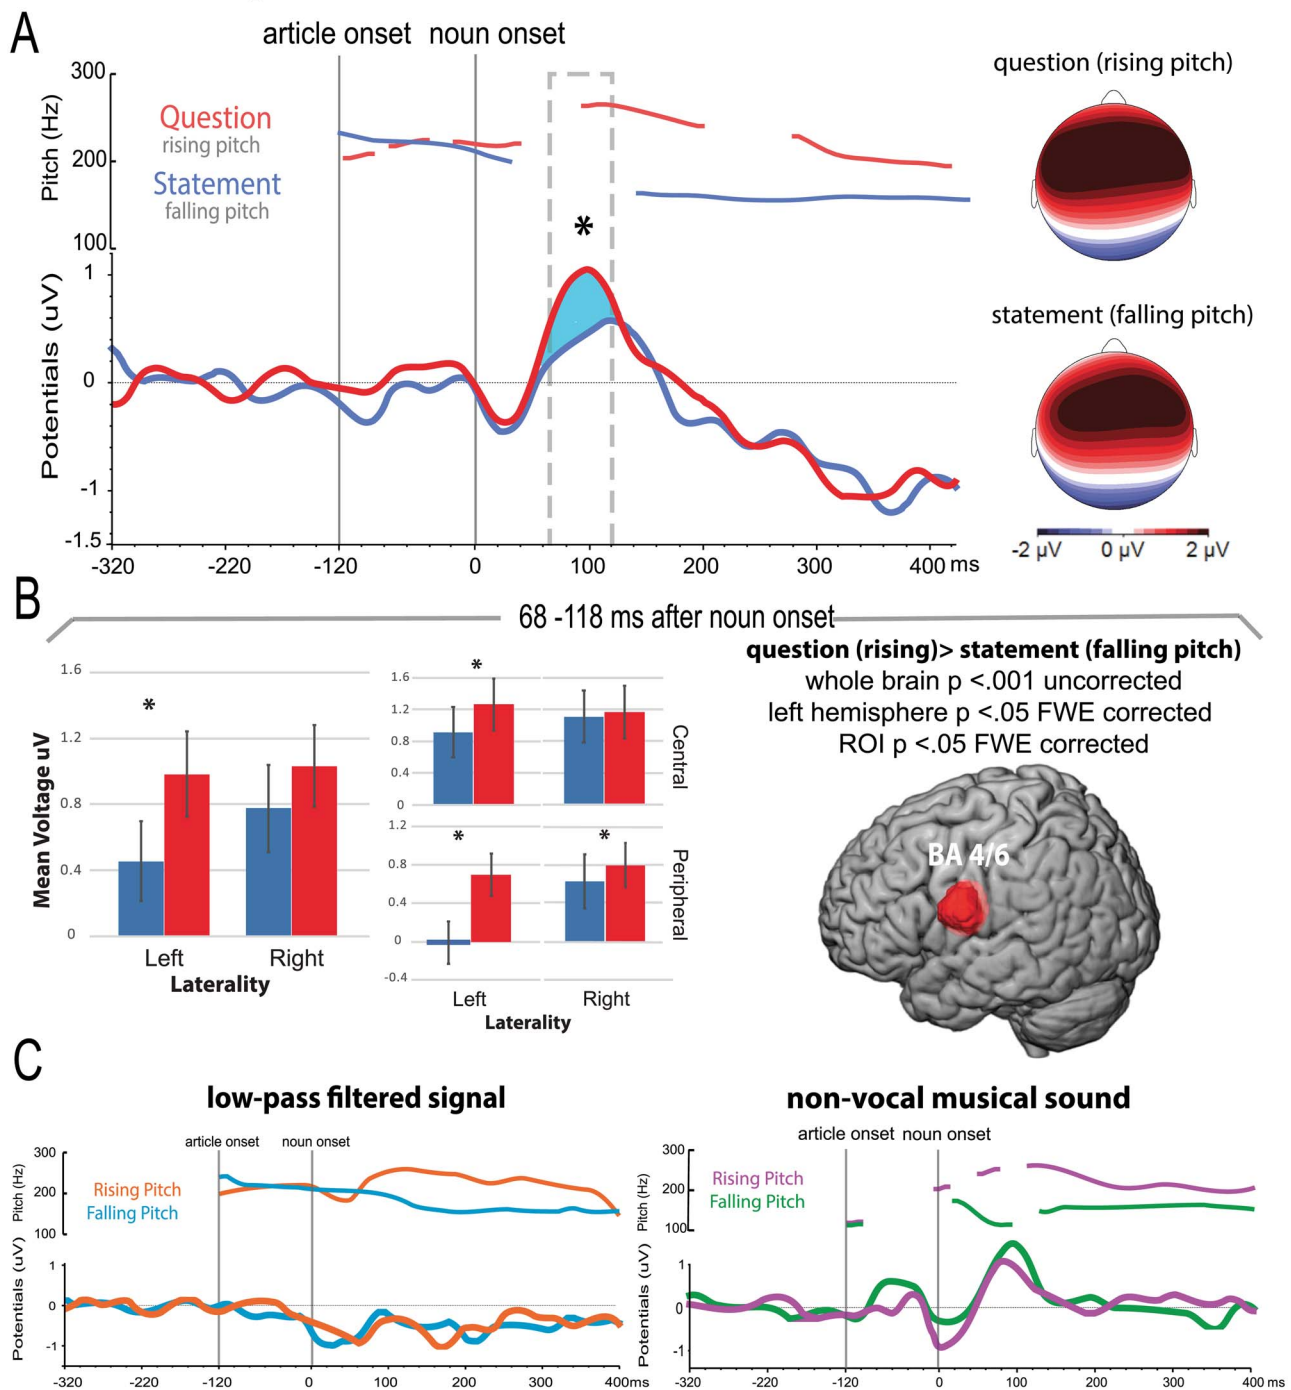 A
article onset noun onset
300
200
100
Pitch (Hz)
Question
rising pitch
Statement
falling pitch
*
1
0
-1
-1.5
Potentials (uV)
-320 -220 -120 0 100 200 300 400 ms
question (rising pitch)
statement (falling pitch)
-2 µV 0 µV 2 µV
B
68 -118 ms after noun onset
1.6
1.2
0.8
0.4
0
Mean Voltage uV
*
Left Right
Laterality
1.6
1.2
0.8
0.4
0
*
Central
1.2
0.8
0.4
0
-0.4
* *
Peripheral
Left Right
Laterality
question (rising)> statement (falling pitch)
whole brain p <.001 uncorrected
left hemisphere p <.05 FWE corrected
ROI p <.05 FWE corrected
BA 4/6
C
low-pass filtered signal
article onset noun onset
300
200
100
Pitch (Hz)
Rising Pitch
Falling Pitch
1
0
-1
Potentials (uV)
-320 -220 -120 0 100 200 300 400ms
non-vocal musical sound
article onset noun onset
300
200
100
Pitch (Hz)
Rising Pitch
Falling Pitch
1
0
-1
Potentials (uV)
-320 -220 -120 0 100 200 300 400 ms